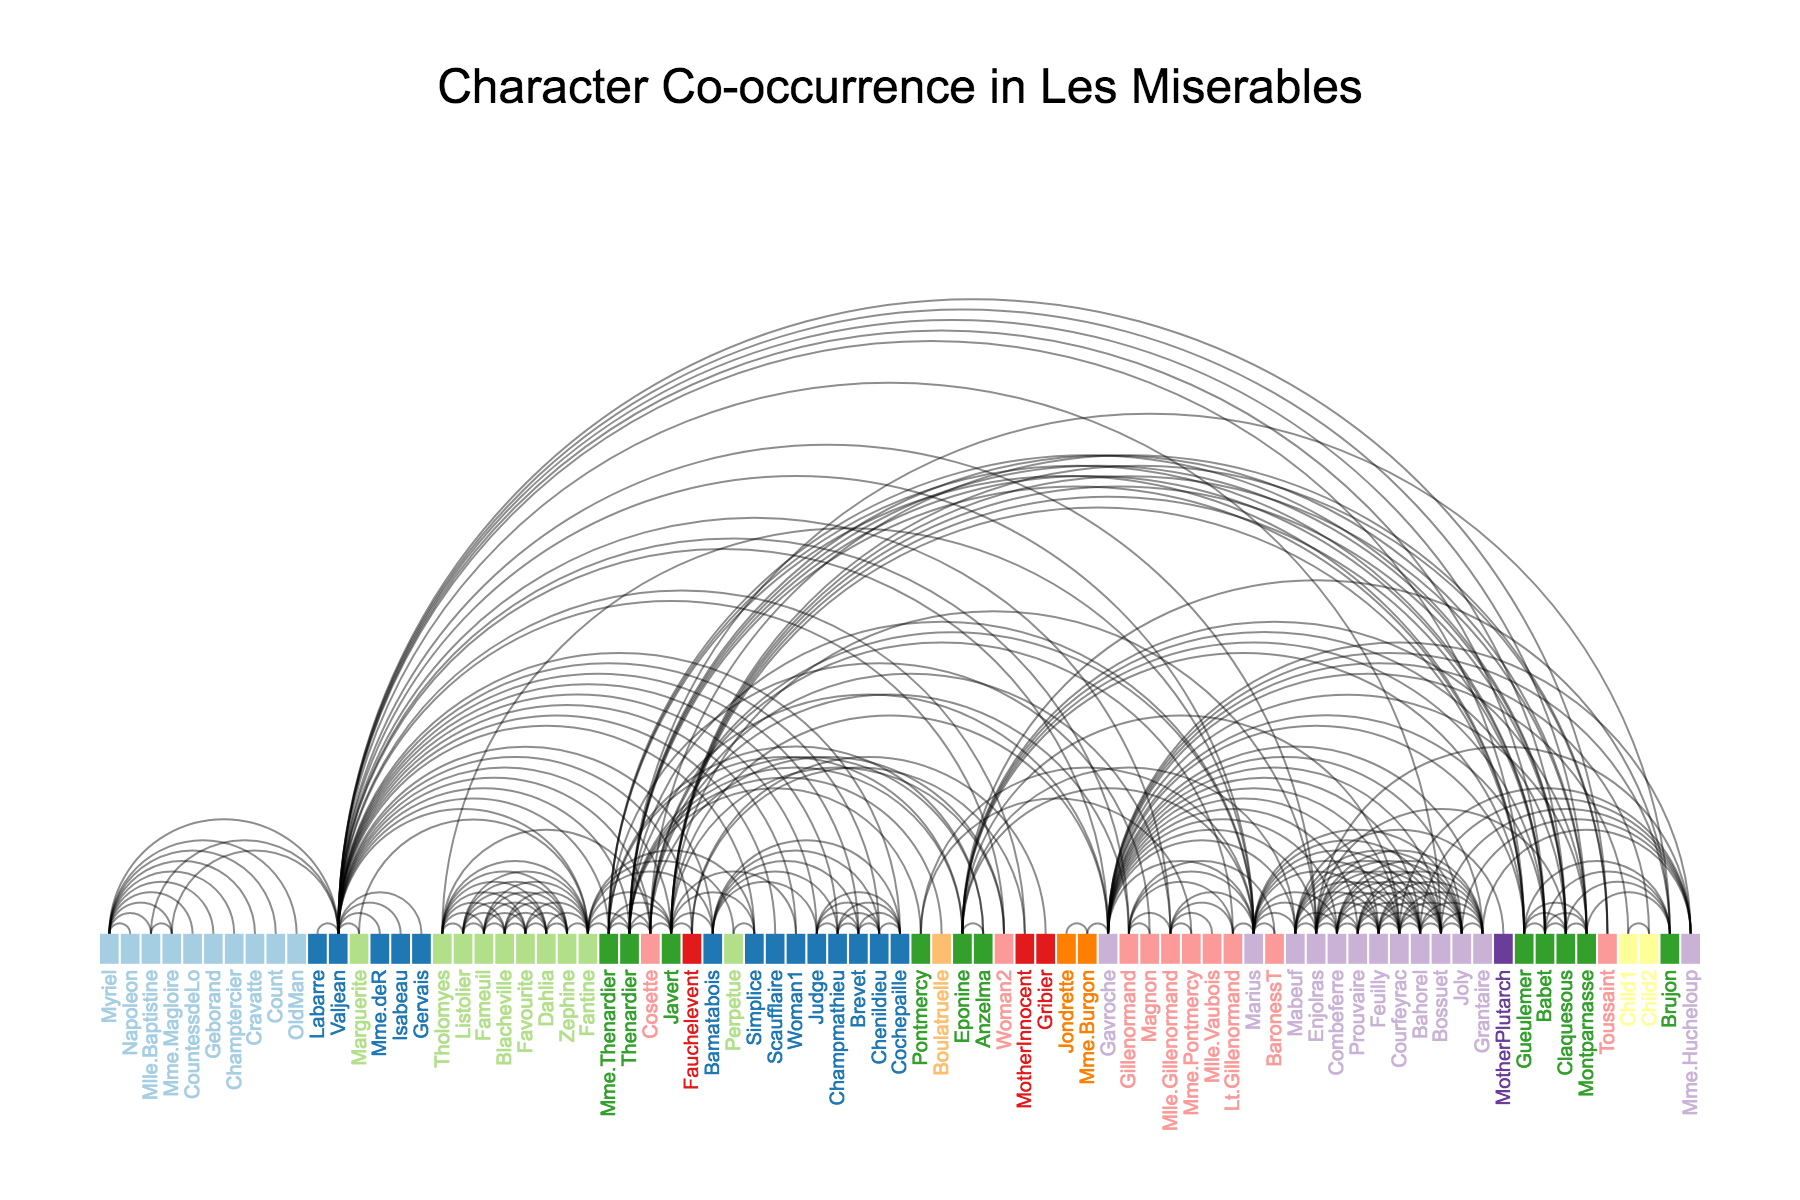 Character Co-occurrence in Les Miserables
Myriel
Napoleon
Mlle.Baptistine
Mme.Magloire
CountessdeLo
Geborand
Champtercier
Cravatte
Count
OldMan
Labarre
Valjean
Marguerite
Mme.deR
Isabeau
Gervais
Tholomyes
Listolier
Fameuil
Blacheville
Favourite
Dahlia
Zephine
Fantine
Mme.Thenardier
Thenardier
Cosette
Javert
Fauchelevent
Bamatabois
Perpetue
Simplice
Scaufflaire
Woman1
Judge
Champmathieu
Brevet
Chenildieu
Cochepaille
Pontmercy
Boulatruelle
Eponine
Anzelma
Woman2
MotherInnocent
Gribier
Jondrette
Mme.Burgon
Gavroche
Gillenormand
Magnon
Mlle.Gillenormand
Mme.Pontmercy
Mlle.Vaubois
Lt.Gillenormand
Marius
BaronessT
Mabeuf
Enjolras
Combeferre
Prouvaire
Feuilly
Courfeyrac
Bahorel
Bossuet
Joly
Grantaire
MotherPlutarch
Gueulemer
Babet
Claquesous
Montparnasse
Toussaint
Child1
Child2
Brujon
Mme.Hucheloup